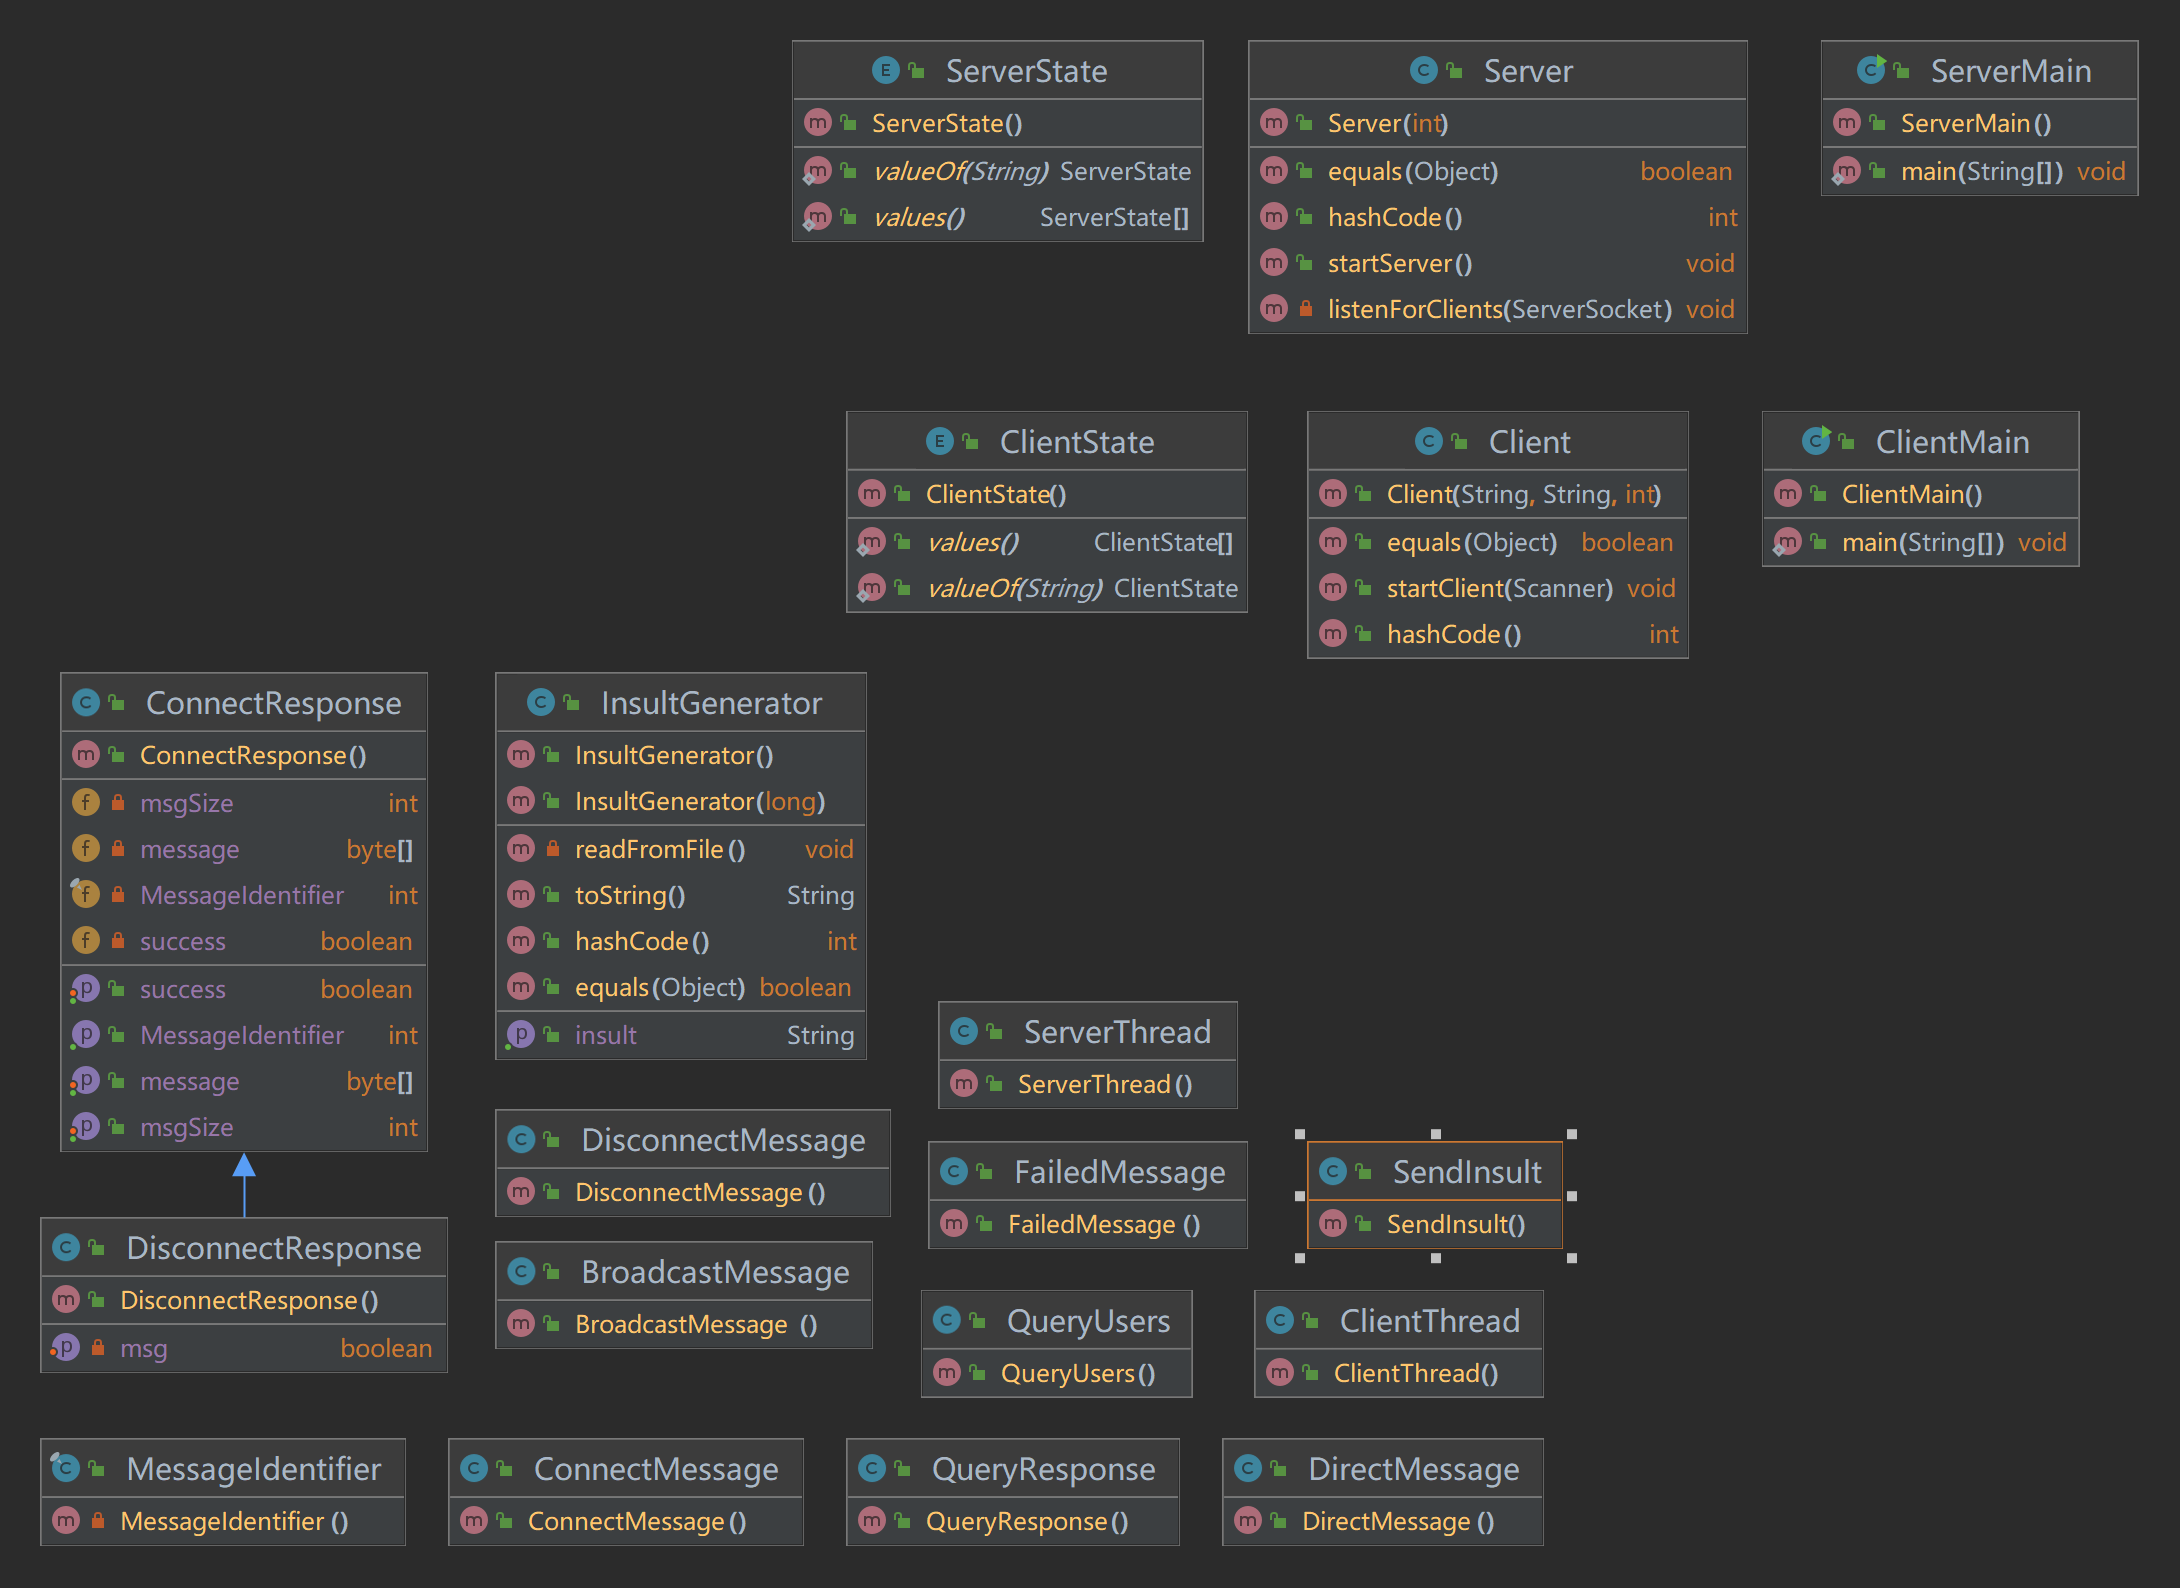 ServerState
ServerState()
valueOf(String) ServerState
values() ServerState[]
Server
Server(int)
equals(Object) boolean
hashCode() int
startServer() void
listenForClients(ServerSocket) void
ServerMain
ServerMain()
main(String[]) void
ClientState
ClientState()
values() ClientState[]
valueOf(String) ClientState
Client
Client(String, String, int)
equals(Object) boolean
startClient(Scanner) void
hashCode() int
ClientMain
ClientMain()
main(String[]) void
ConnectResponse
ConnectResponse()
msgSize int
message byte[]
MessageIdentifier int
success boolean
success boolean
MessageIdentifier int
message byte[]
msgSize int
InsultGenerator
InsultGenerator()
InsultGenerator(long)
readFromFile() void
toString() String
hashCode() int
equals(Object) boolean
insult String
ServerThread
ServerThread()
DisconnectMessage
DisconnectMessage()
FailedMessage
FailedMessage()
SendInsult
SendInsult()
DisconnectResponse
DisconnectResponse()
msg boolean
BroadcastMessage
BroadcastMessage ()
QueryUsers
QueryUsers()
ClientThread
ClientThread()
MessageIdentifier
MessageIdentifier()
ConnectMessage
ConnectMessage()
QueryResponse
QueryResponse()
DirectMessage
DirectMessage()